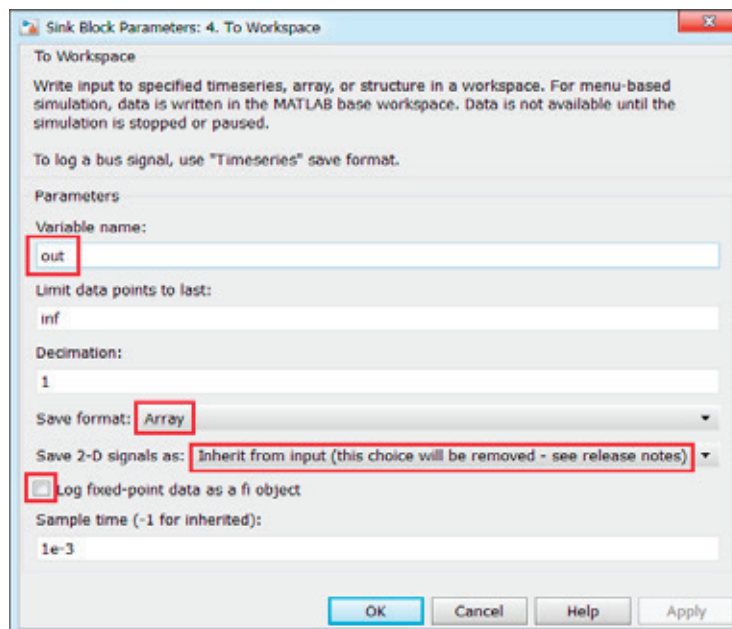 Sink Block Parameters: 4. To Workspace
To Workspace
Write input to specified timeseries, array, or structure in a workspace. For menu-based
simulation, data is written in the MATLAB base workspace. Data is not available until the
simulation is stopped or paused.
To log a bus signal, use "Timeseries" save format.
Parameters
Variable name:
out
Limit data points to last:
inf
Decimation:
1
Save format: Array
Save 2-D signals as: Inherit from input (this choice will be removed - see release notes)
Log fixed-point data as a fi object
Sample time (-1 for inherited):
1e-3
OK Cancel Help Apply